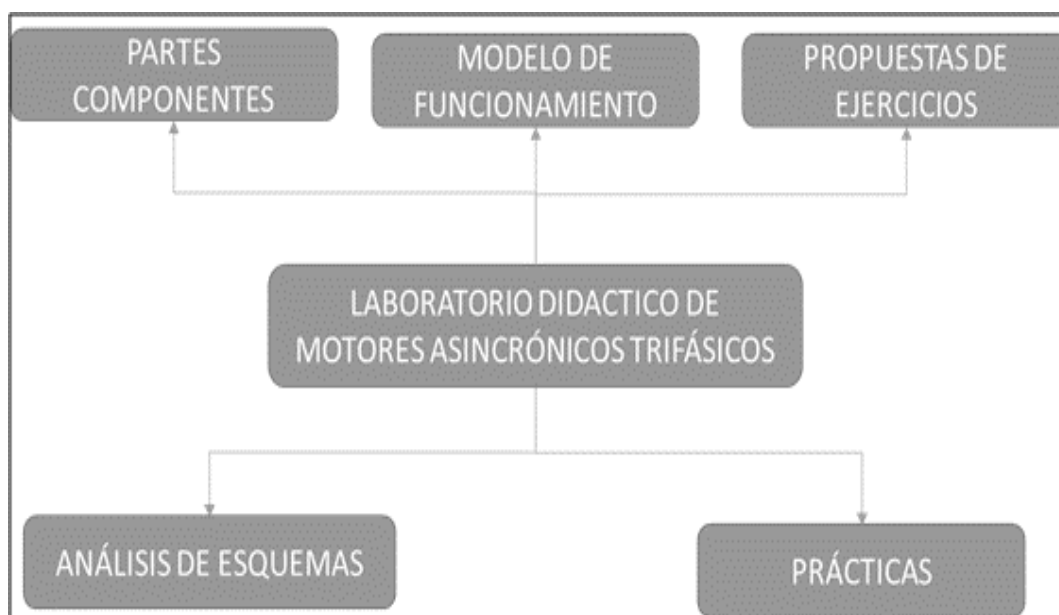 PARTES
COMPONENTES
MODELO DE
FUNCIONAMIENTO
PROPUESTAS DE
EJERCICIOS
LABORATORIO DIDACTICO DE
MOTORES ASINCRÓNICOS TRIFÁSICOS
ANÁLISIS DE ESQUEMAS
PRÁCTICAS